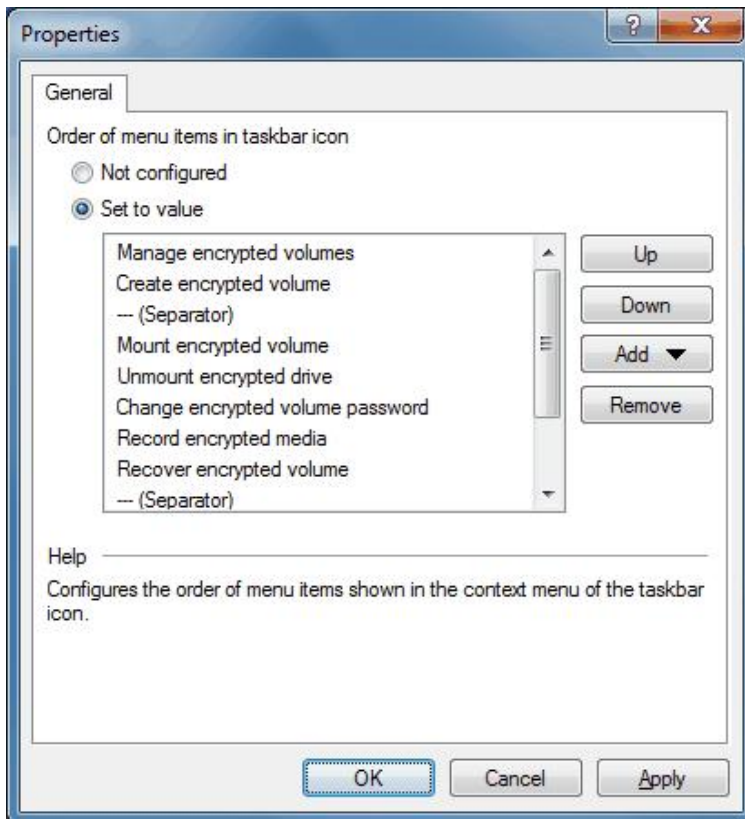 Properties
?
X
General
Order of menu items in taskbar icon
Not configured
Set to value
Manage encrypted volumes
Create encrypted volume
--- (Separator)
Mount encrypted volume
Unmount encrypted drive
Change encrypted volume password
Record encrypted media
Recover encrypted volume
--- (Separator)
Up
Down
Add
Remove
Help
Configures the order of menu items shown in the context menu of the taskbar
icon.
OK
Cancel
Apply